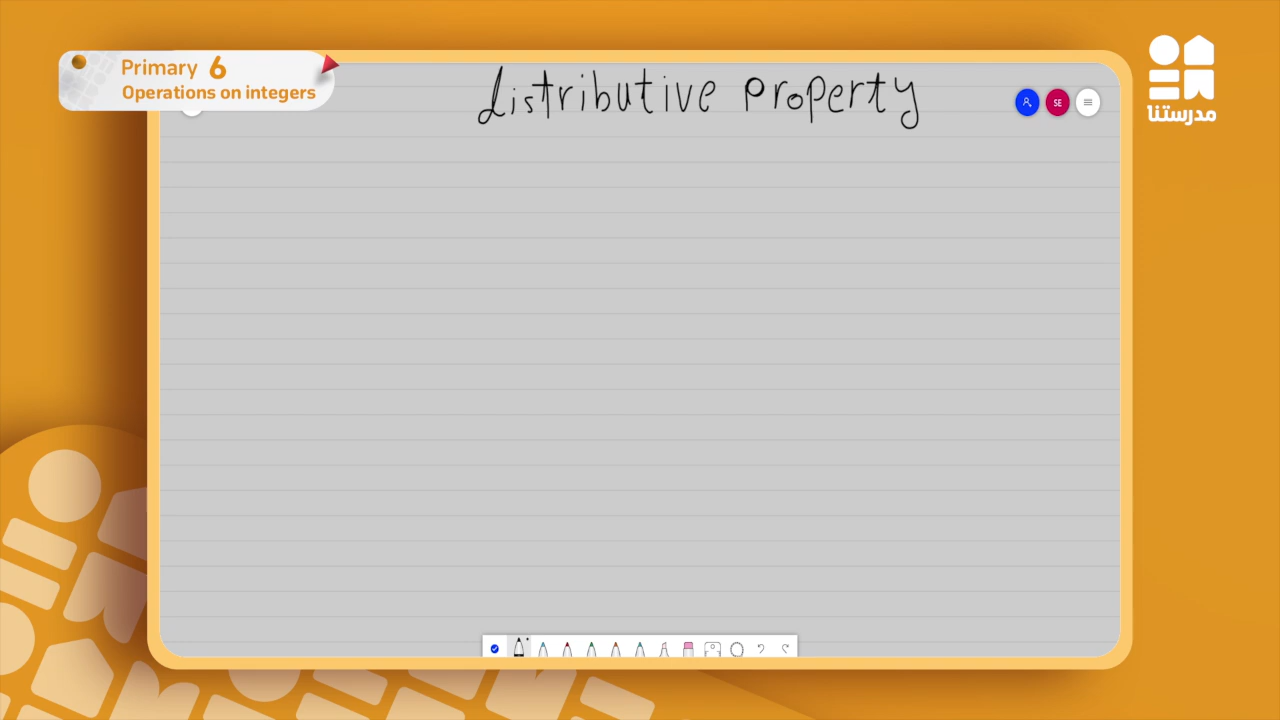 Primary 6
Operations on integers
distributive property
SE
مدرستنا